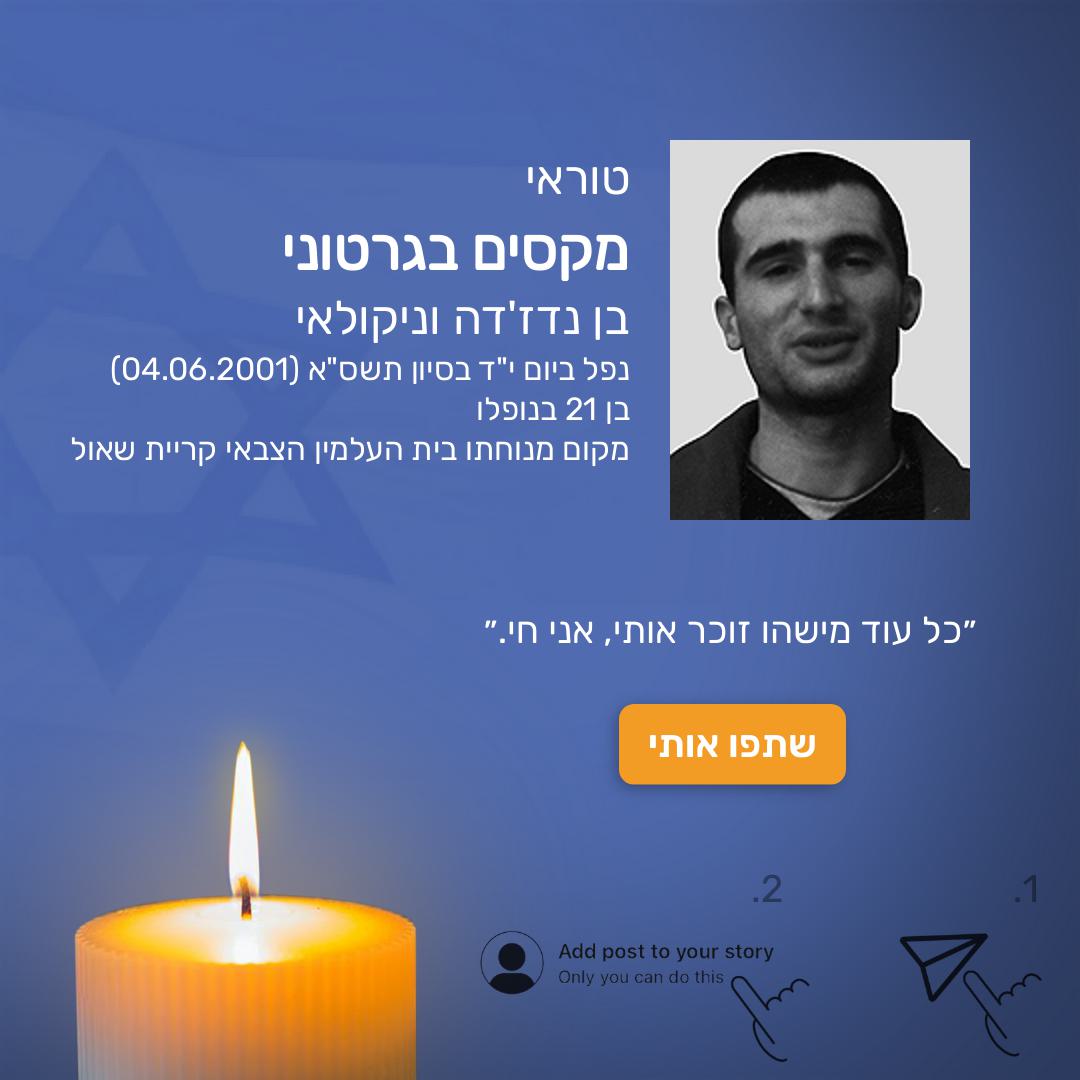 טוראי
מקסים בגרטוני
בן נדז'דה וניקולאי
נפל ביום י"ד בסיון תשס"א (04.06.2001)
בן 21 בנופלו
מקום מנוחתו בית העלמין הצבאי קריית שאול
״כל עוד מישהו זוכר אותי, אני חי.״
שתפו אותי
1.
2.
Add post to your story
Only you can do this